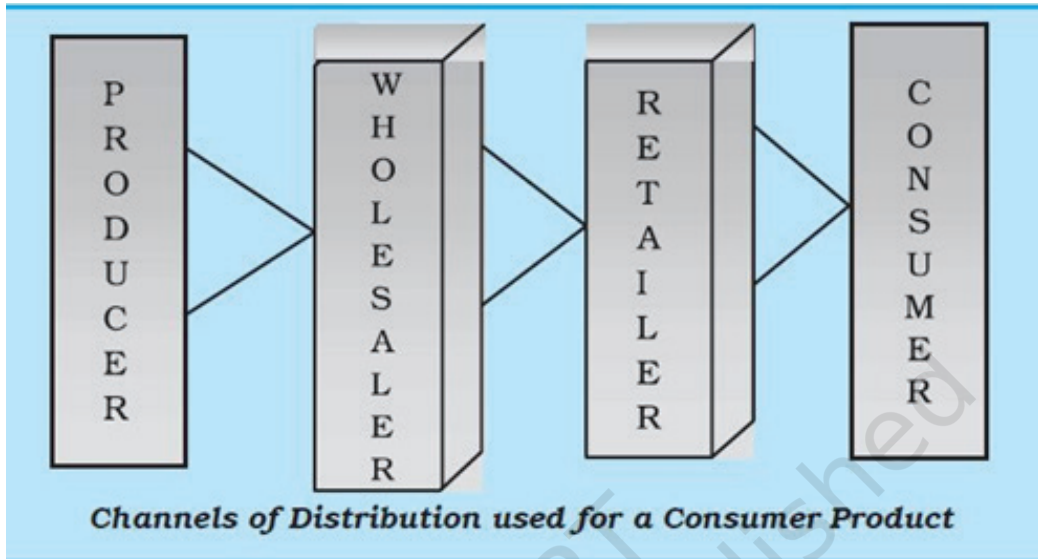 PRODUCER
WHOLESALER
RETAILER
CONSUMER
Channels of Distribution used for a Consumer Product